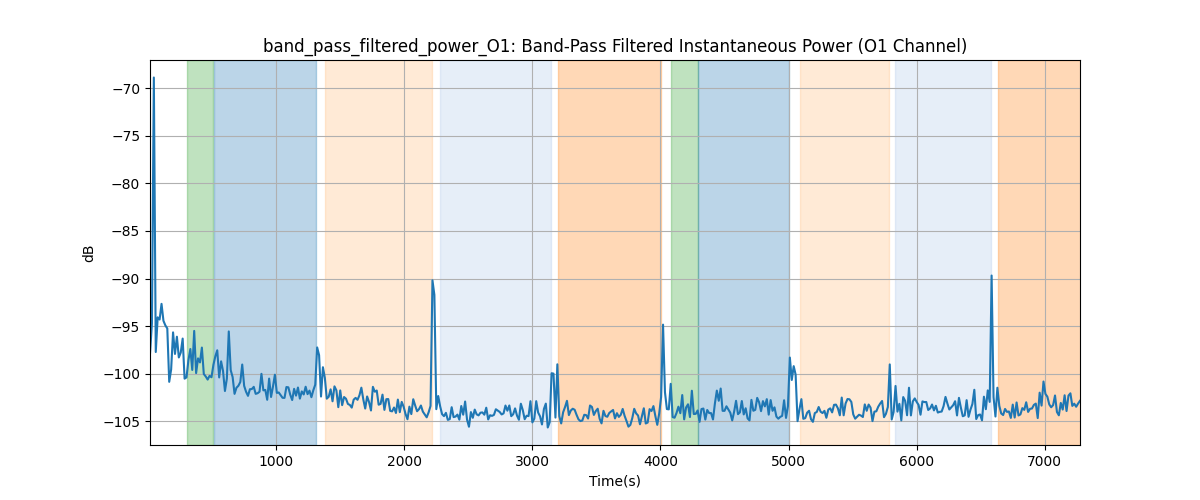 band_pass_filtered_power_O1: Band-Pass Filtered Instantaneous Power (O1 Channel)
dB
−70
−75
−80
−85
−90
−95
−100
−105
1000 2000 3000 4000 5000 6000 7000
Time(s)